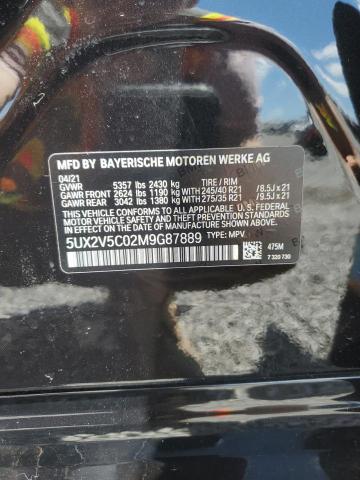 MFD BY BAYERISCHE MOTOREN WERKE AG
04/21 TIRE / RIM
GVWR 5357 lbs 2430 kg
GAWR FRONT 2624 lbs 1190 kg WITH 245/40 R21 / 8.5J x 21
GAWR REAR 3042 lbs 1380 kg WITH 275/35 R21 / 9.5J x 21
THIS VEHICLE CONFORMS TO ALL APPLICABLE FEDERAL MOTOR
VEHICLE SAFETY, BUMPER, AND THEFT PREVENTION STANDARDS
IN EFFECT ON THE DATE OF MANUFACTURE SHOWN ABOVE.
5UX2V5C02M9G87889 TYPE: MPV
475M
7 320 730